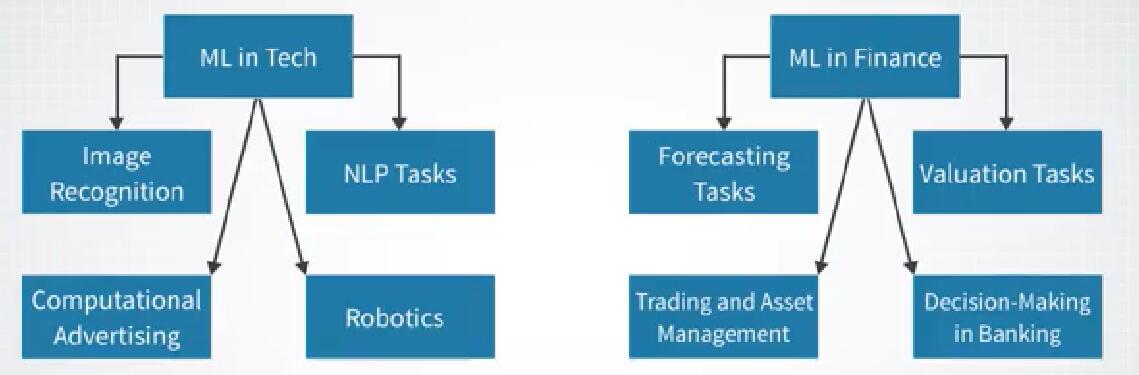 ML in Tech
Image
Recognition
NLP Tasks
Computational
Advertising
Robotics
ML in Finance
Forecasting
Tasks
Valuation Tasks
Trading and Asset
Management
Decision-Making
in Banking